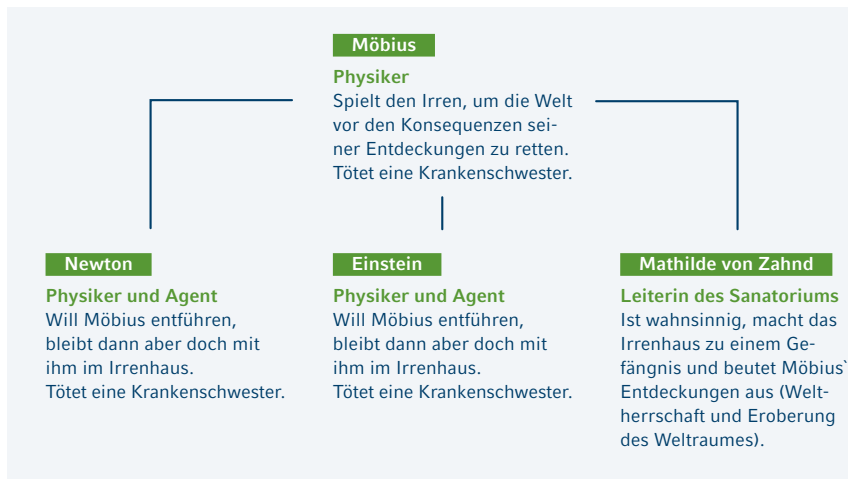 Möbius
Physiker
Spielt den Irren, um die Welt
vor den Konsequenzen sei-
ner Entdeckungen zu retten.
Tötet eine Krankenschwester.
Newton
Physiker und Agent
Will Möbius entführen,
bleibt dann aber doch mit
ihm im Irrenhaus.
Tötet eine Krankenschwester.
Einstein
Physiker und Agent
Will Möbius entführen,
bleibt dann aber doch mit
ihm im Irrenhaus.
Tötet eine Krankenschwester.
Mathilde von Zahnd
Leiterin des Sanatoriums
Ist wahnsinnig, macht das
Irrenhaus zu einem Ge-
fängnis und beutet Möbius`
Entdeckungen aus (Welt-
herrschaft und Eroberung
des Weltraumes).